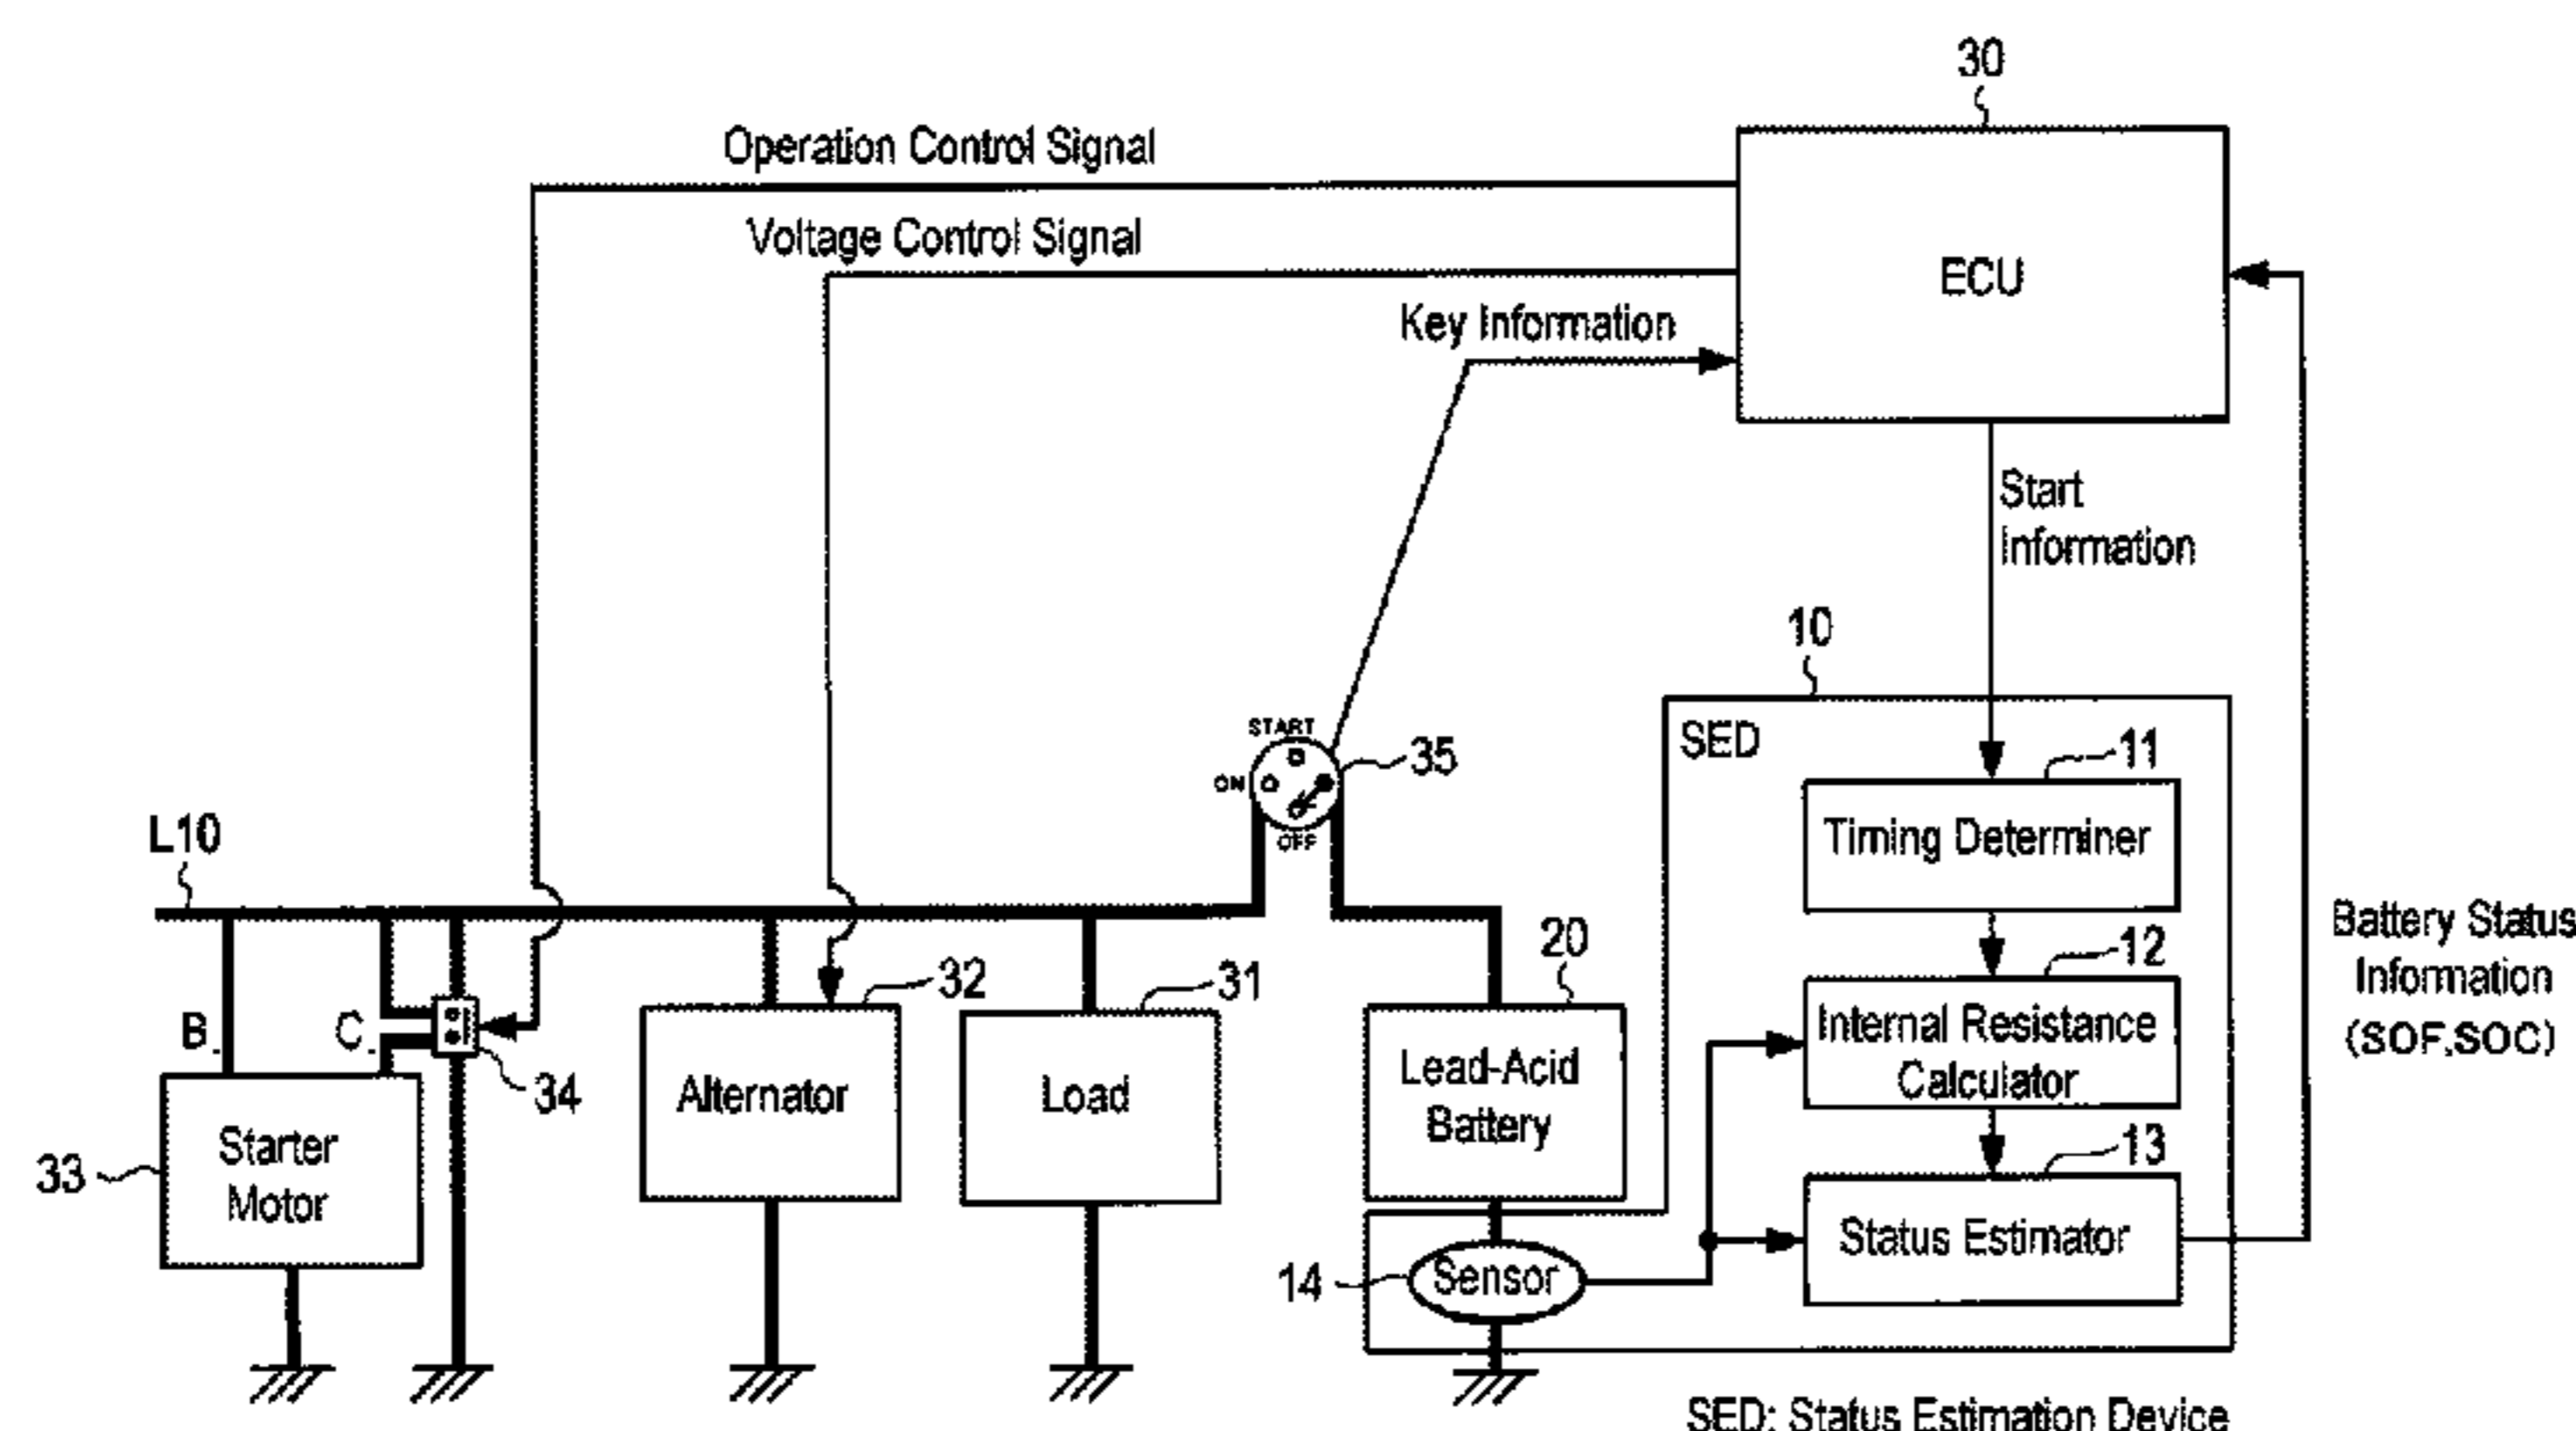 30
Operation Control Signal
Voltage Control Signal
ECU
Key Information
Start
Information
10
START
35
SED
11
ON
OFF
Timing Determiner
L10
Battery Status
Information
(SOF,SOC)
20
12
32
31
B
C
Internal Resistance
Calculator
34
Alternator
Load
Lead-Acid
Battery
13
33
Starter
Motor
Status Estimator
14
Sensor
SED: Status Estimation Device